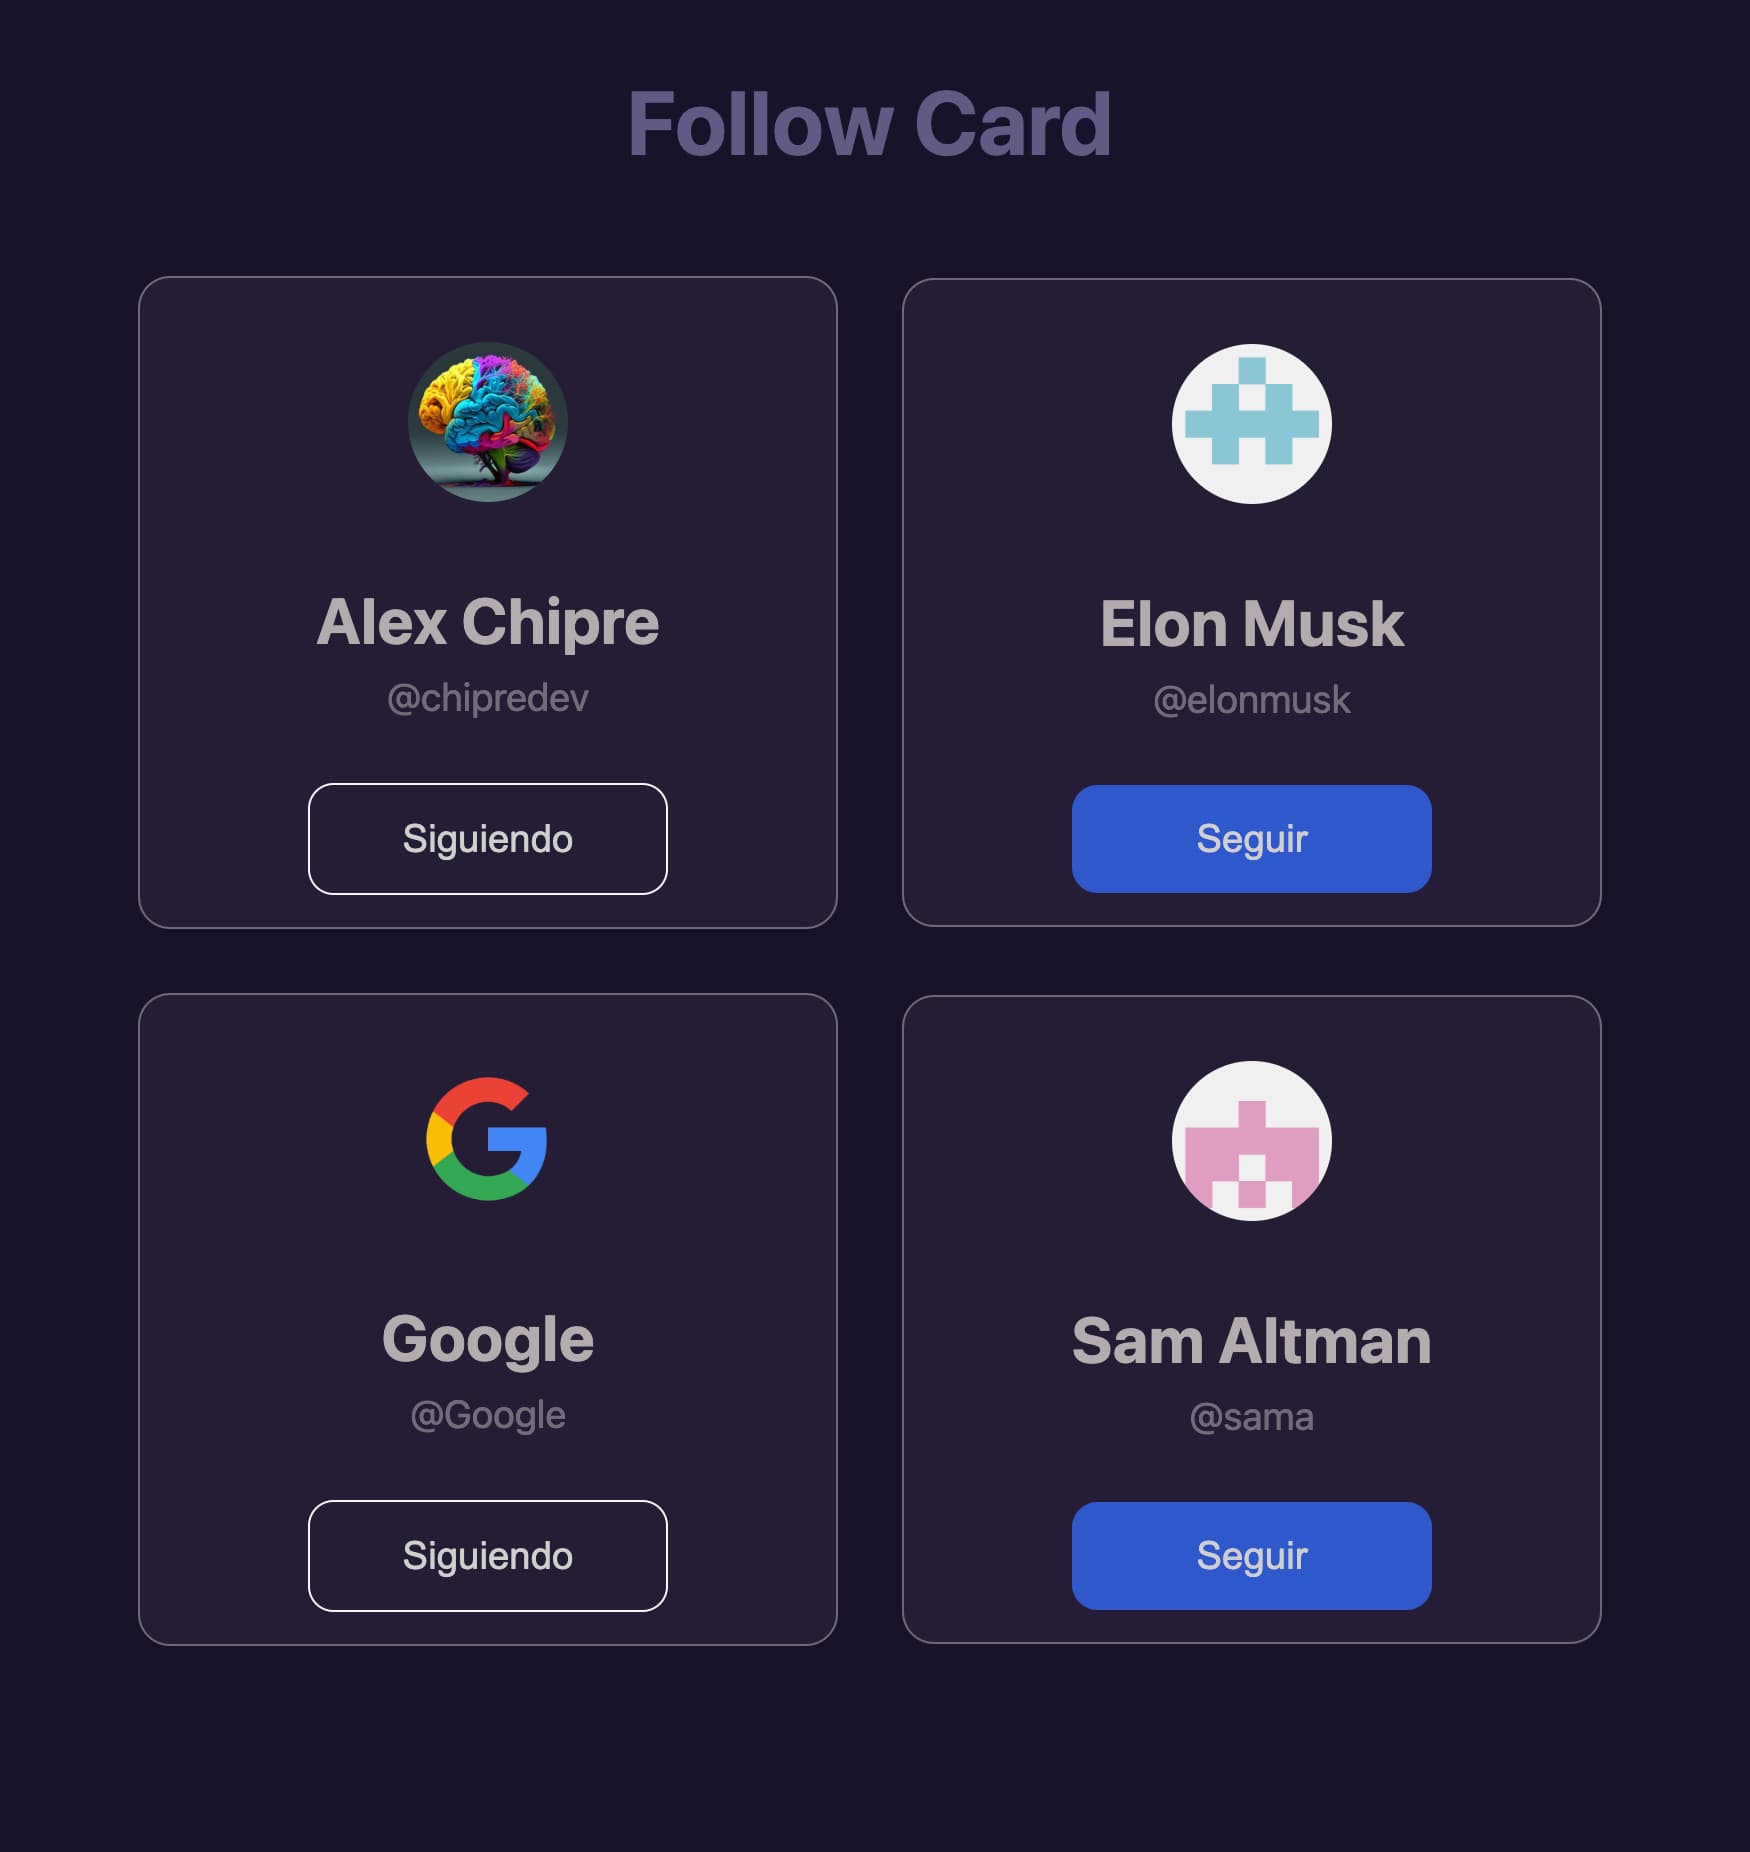 Follow Card
Alex Chipre
@chipredev
Siguiendo
Elon Musk
@elonmusk
Seguir
Google
@Google
Siguiendo
Sam Altman
@sama
Seguir